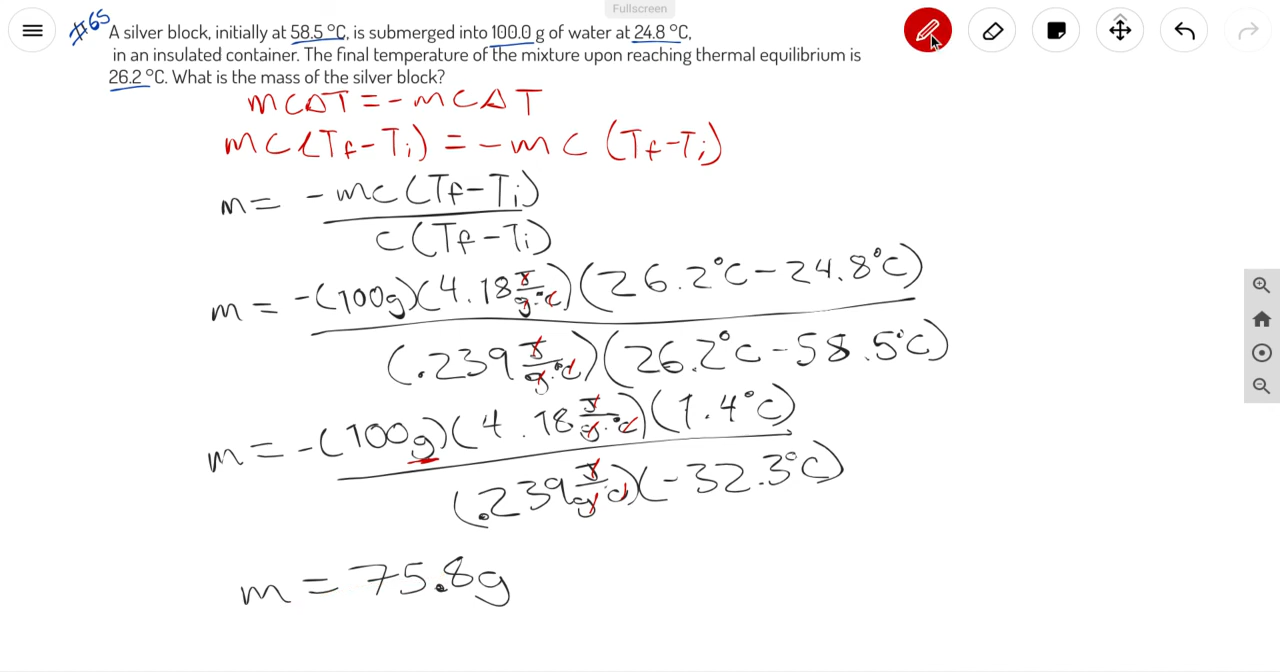 Fullscreen
#65 A silver block, initially at 58.5 °C, is submerged into 100.0 g of water at 24.8 °C,
in an insulated container. The final temperature of the mixture upon reaching thermal equilibrium is
26.2 °C. What is the mass of the silver block?
mC∆T = -mC∆T
mC(Tf-Ti) = -mC (Tf-Ti)
m = -mC(Tf-Ti)
C(Tf-Ti)
m = -(100g)(4.18 J/g·°C)(26.2°C-24.8°C)
(.239 J/g·°C)(26.2°C-58.5°C)
m = -(100g)(4.18 J/g·°C)(1.4°C)
(.239 J/g·°C)(-32.3°C)
m = 75.8g